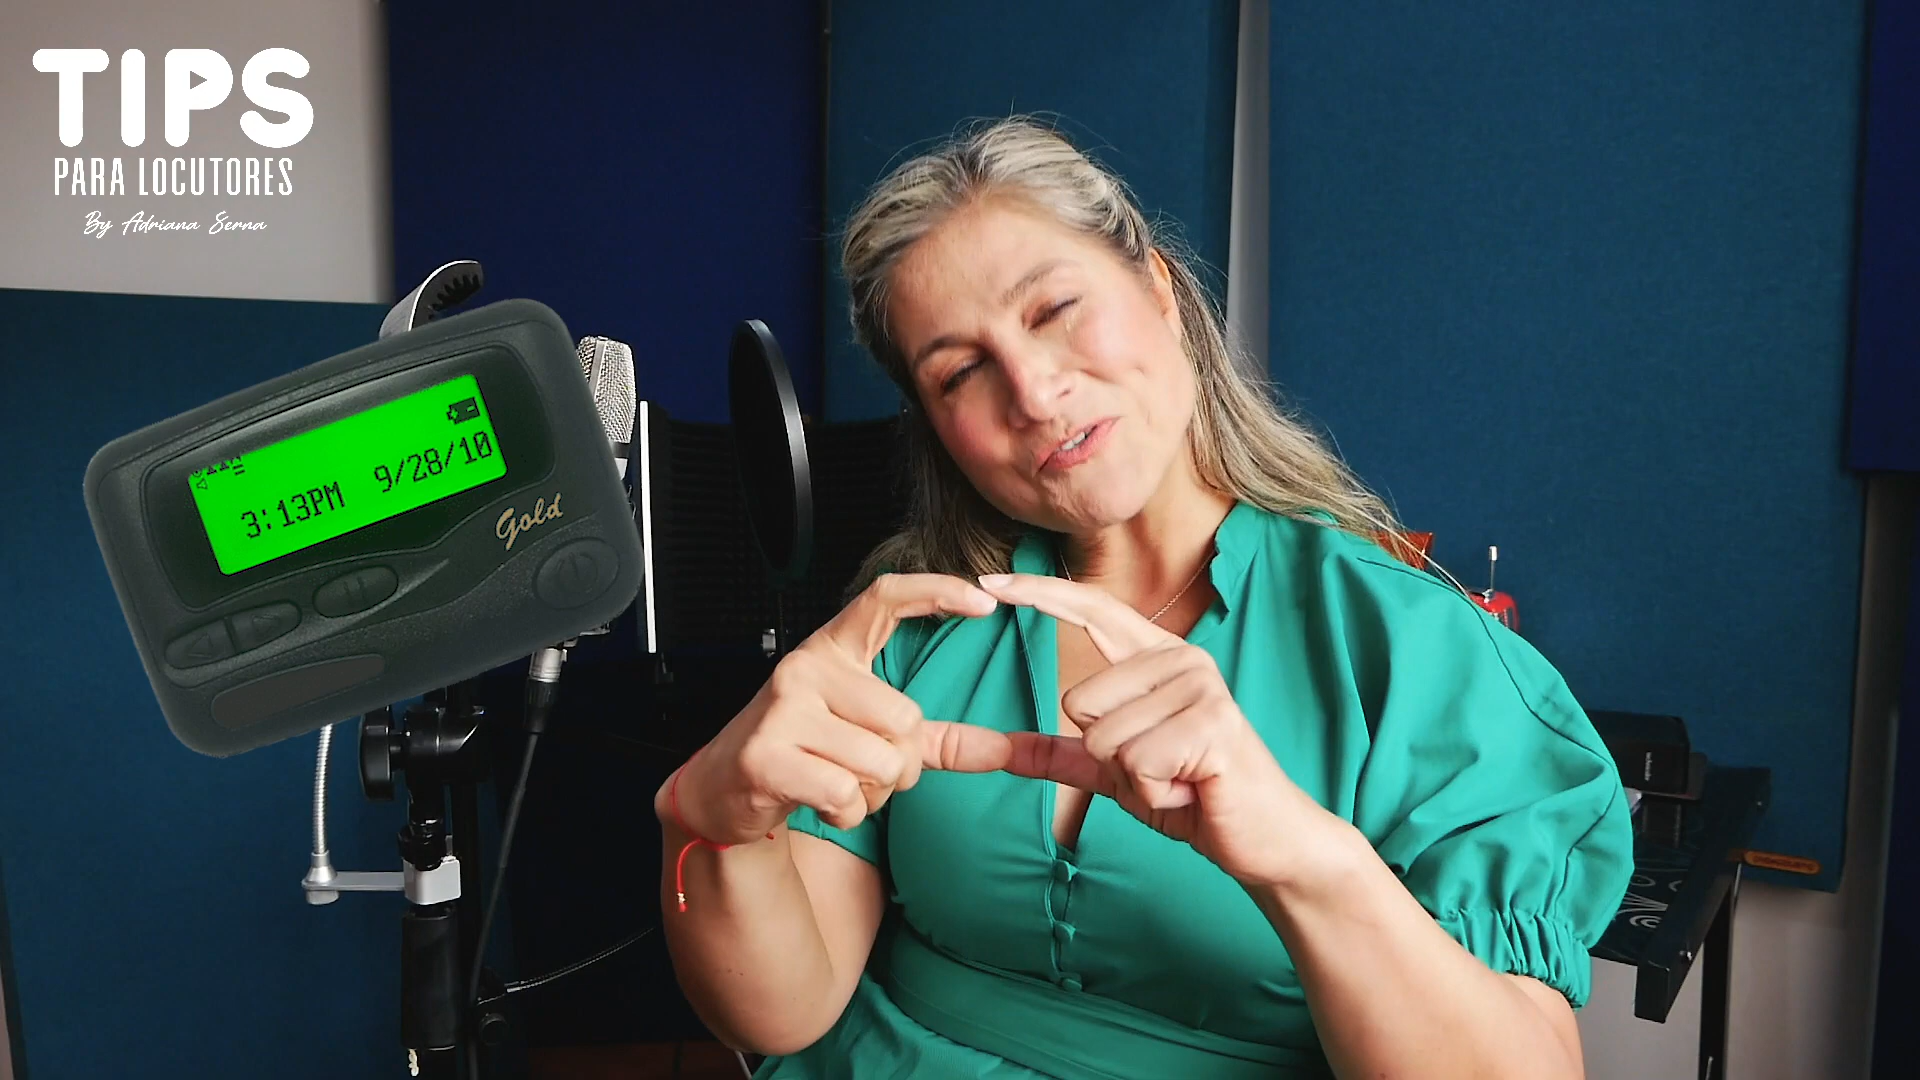 TIPS
PARA LOCUTORES
By Adriana Serna
3:13PM 9/28/10
Gold